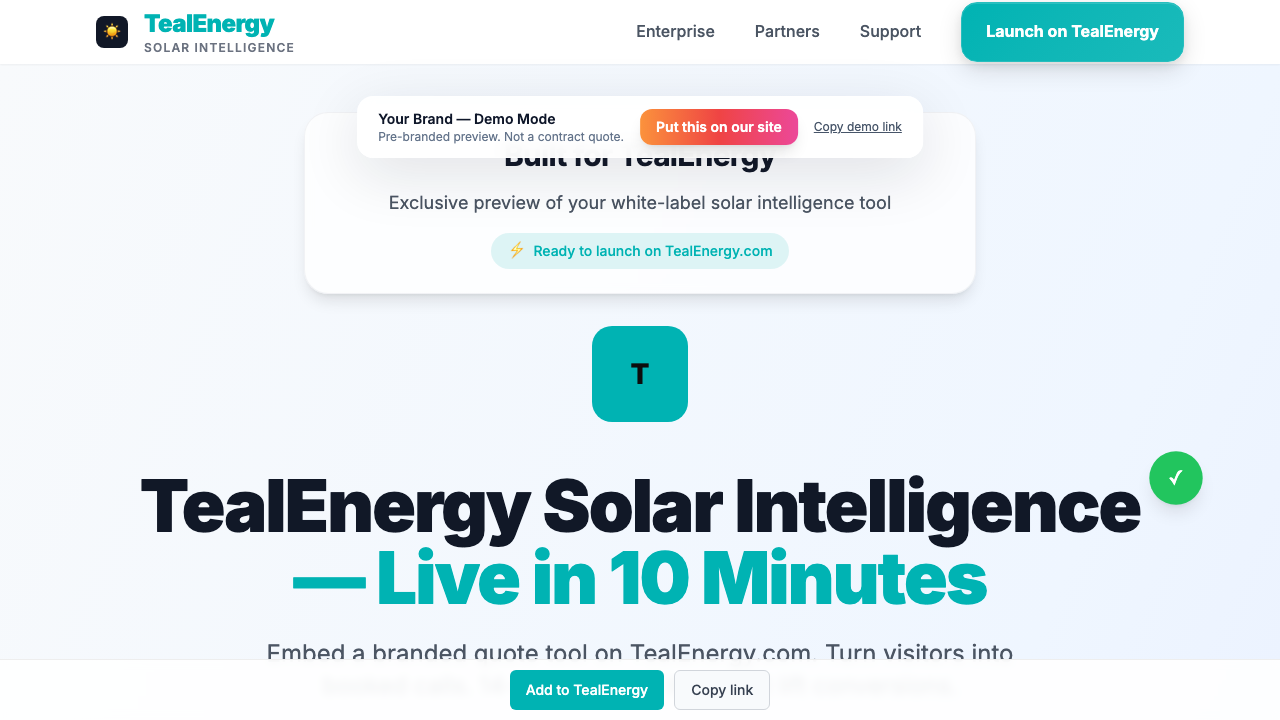 TealEnergy
SOLAR INTELLIGENCE
Enterprise
Partners
Support
Launch on TealEnergy
Your Brand — Demo Mode
Pre-branded preview. Not a contract quote.
Put this on our site
Copy demo link
Built for TealEnergy
Exclusive preview of your white-label solar intelligence tool
⚡ Ready to launch on TealEnergy.com
T
✓
TealEnergy Solar Intelligence
— Live in 10 Minutes
Embed a branded quote tool on TealEnergy.com. Turn visitors into
Add to TealEnergy
Copy link